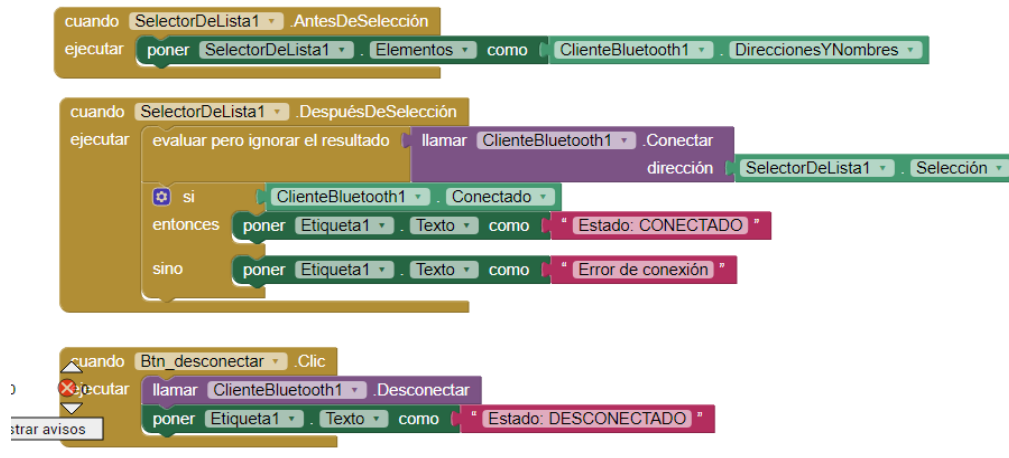 cuando SelectorDeLista1 .AntesDeSelección
ejecutar poner SelectorDeLista1 . Elementos como ClienteBluetooth1 . DireccionesYNombres
cuando SelectorDeLista1 .DespuésDeSelección
ejecutar evaluar pero ignorar el resultado llamar ClienteBluetooth1 .Conectar
dirección SelectorDeLista1 . Selección
si ClienteBluetooth1 . Conectado
entonces poner Etiqueta1 . Texto como " Estado: CONECTADO "
sino poner Etiqueta1 . Texto como " Error de conexión "
cuando Btn_desconectar .Clic
0 ejecutar llamar ClienteBluetooth1 .Desconectar
poner Etiqueta1 . Texto como " Estado: DESCONECTADO "
strar avisos